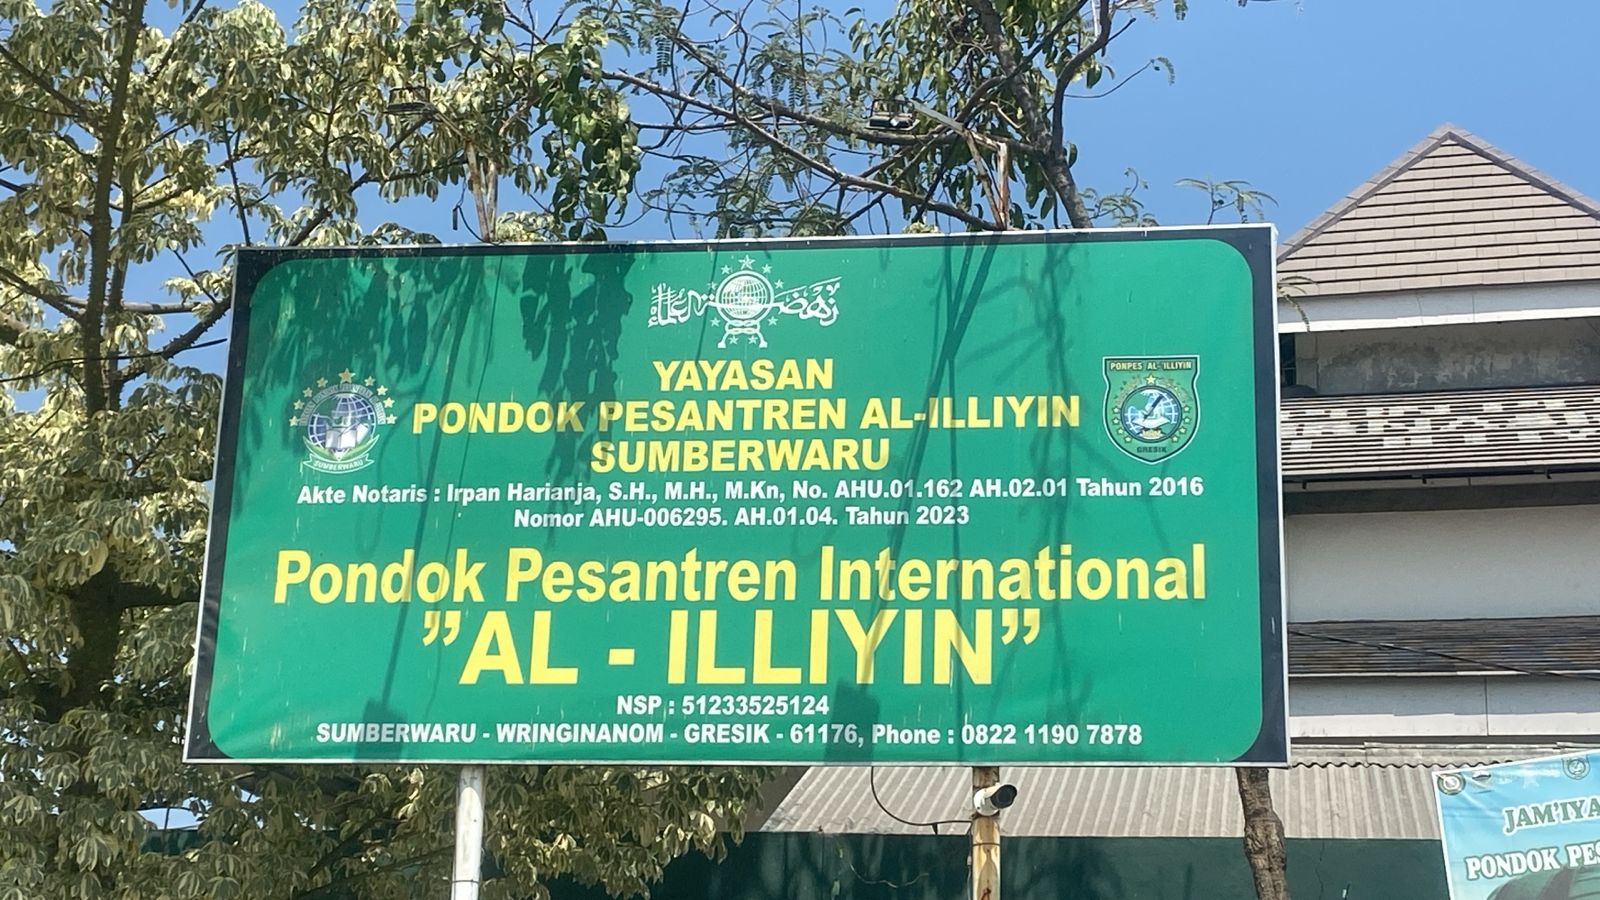 نهضة العلماء
YAYASAN
PONDOK PESANTREN AL-ILLIYIN
SUMBERWARU
SUMBERWARU
PONPES AL-ILLIYIN
GRESIK
Akte Notaris : Irpan Harianja, S.H., M.H., M.Kn, No. AHU.01.162 AH.02.01 Tahun 2016
Nomor AHU-006295. AH.01.04. Tahun 2023
Pondok Pesantren International
”AL - ILLIYIN”
NSP : 51233525124
SUMBERWARU - WRINGINANOM - GRESIK - 61176, Phone : 0822 1190 7878
JAM'IYA
PONDOK PES